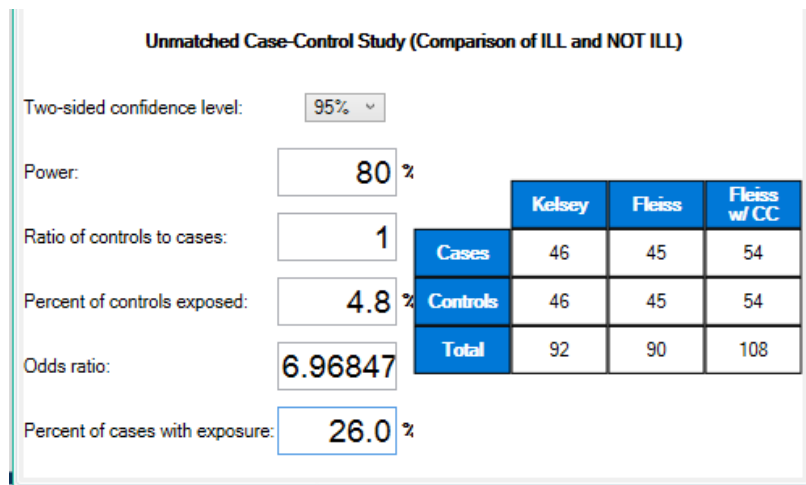 Unmatched Case-Control Study (Comparison of ILL and NOT ILL)
Two-sided confidence level: 95%
Power: 80 %
Ratio of controls to cases: 1
Percent of controls exposed: 4.8 %
Odds ratio: 6.96847
Percent of cases with exposure: 26.0 %
Kelsey Fleiss Fleiss w/ CC
Cases 46 45 54
Controls 46 45 54
Total 92 90 108